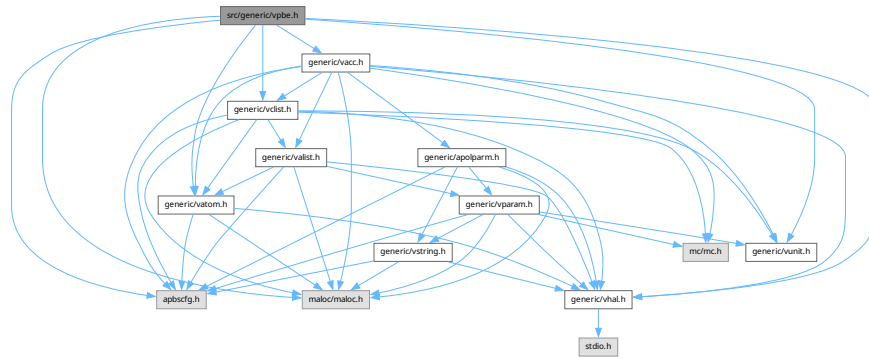 src/generic/vpbe.h
generic/vacc.h
generic/vclist.h
generic/valist.h
generic/apolparm.h
generic/vatom.h
generic/vparam.h
generic/vstring.h
mc/mc.h
generic/vunit.h
apbscfg.h
maloc/maloc.h
generic/vhal.h
stdio.h